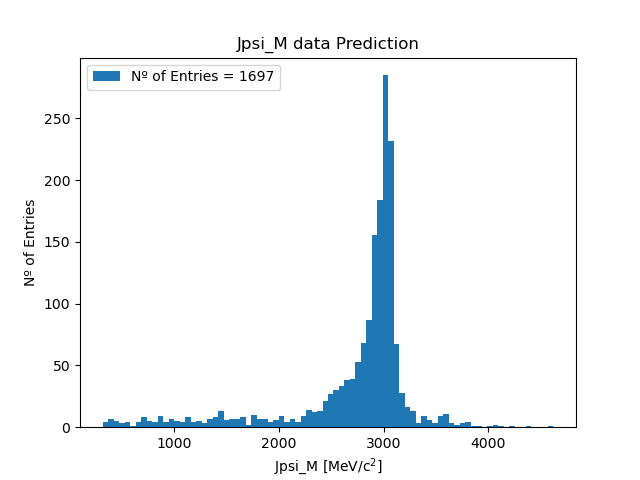 Jpsi_M data Prediction
Nº of Entries = 1697
Nº of Entries
250
200
150
100
50
0
1000 2000 3000 4000
Jpsi_M [MeV/c²]